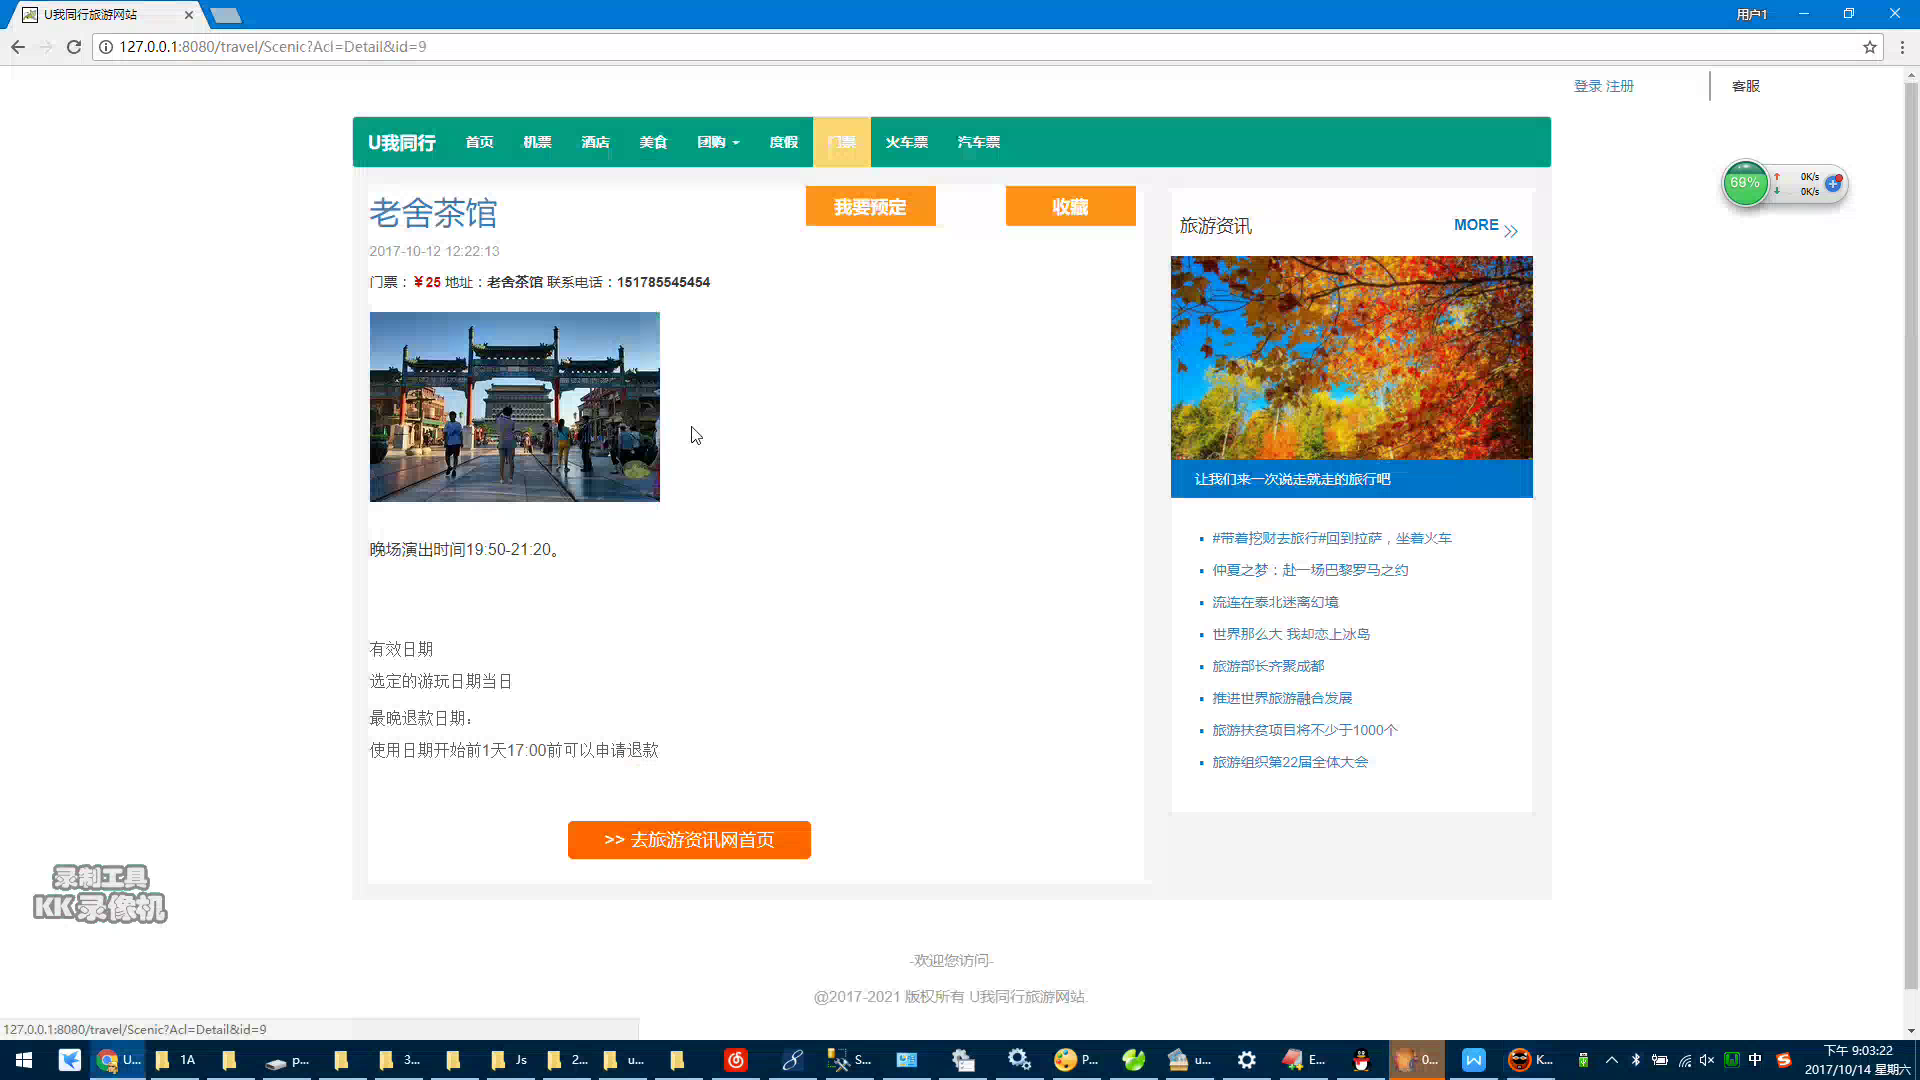 U我同行旅游网站
用户1
127.0.0.1:8080/travel/Scenic?Acl=Detail&id=9
登录 注册
客服
U我同行 首页 机票 酒店 美食 团购 度假 门票 火车票 汽车票
69%
0K/s
0K/s
老舍茶馆
我要预定
收藏
2017-10-12 12:22:13
门票：￥25 地址：老舍茶馆 联系电话：151785545454
晚场演出时间19:50-21:20。
有效日期
选定的游玩日期当日
最晚退款日期：
使用日期开始前1天17:00前可以申请退款
>> 去旅游资讯网首页
旅游资讯
MORE
让我们来一次说走就走的旅行吧
#带着挖财去旅行#回到拉萨，坐着火车
仲夏之梦：赴一场巴黎罗马之约
流连在泰北迷离幻境
世界那么大 我却恋上冰岛
旅游部长齐聚成都
推进世界旅游融合发展
旅游扶贫项目将不少于1000个
旅游组织第22届全体大会
录制工具
KK录像机
-欢迎您访问-
@2017-2021 版权所有 U我同行旅游网站.
127.0.0.1:8080/travel/Scenic?Acl=Detail&id=9
U... 1A p... 3... Js 2... u... S... P... u... E... 0... K... 中
下午 9:03:22
2017/10/14 星期六